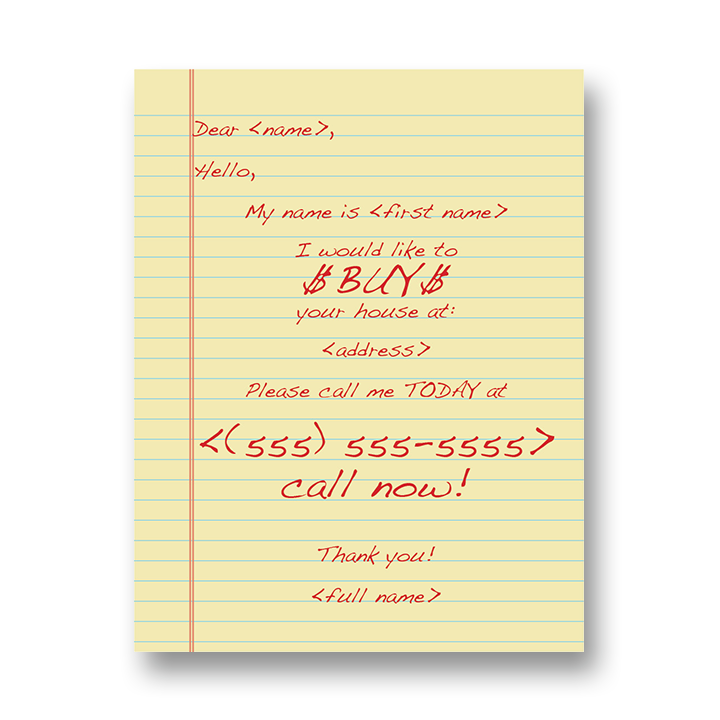 Dear <name>,
Hello,
My name is <first name>
I would like to
$BUY$
your house at:
<address>
Please call me TODAY at
<(555) 555-5555>
call now!
Thank you!
<full name>